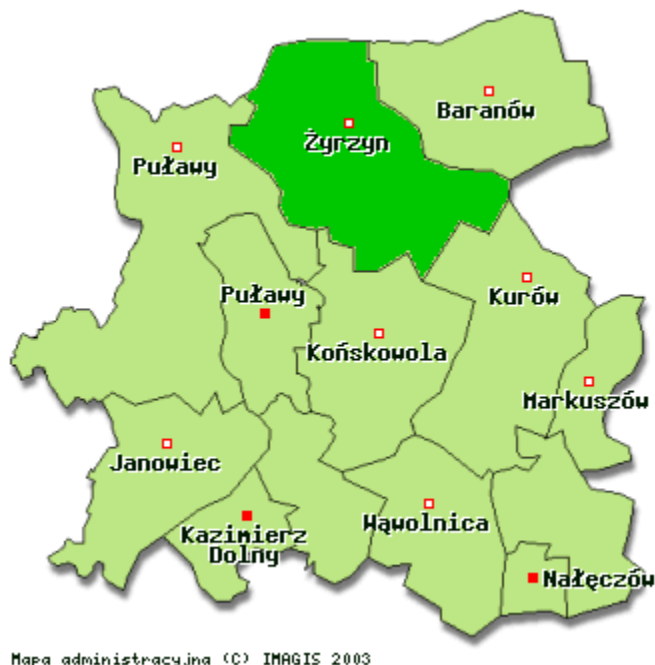 Baranów
Żyrzyn
Puławy
Kurów
Puławy
Końskowola
Markuszów
Janowiec
Wąwolnica
Kazimierz
Dolny
Nałęczów
Mapa administracyjna (C) IMAGIS 2003